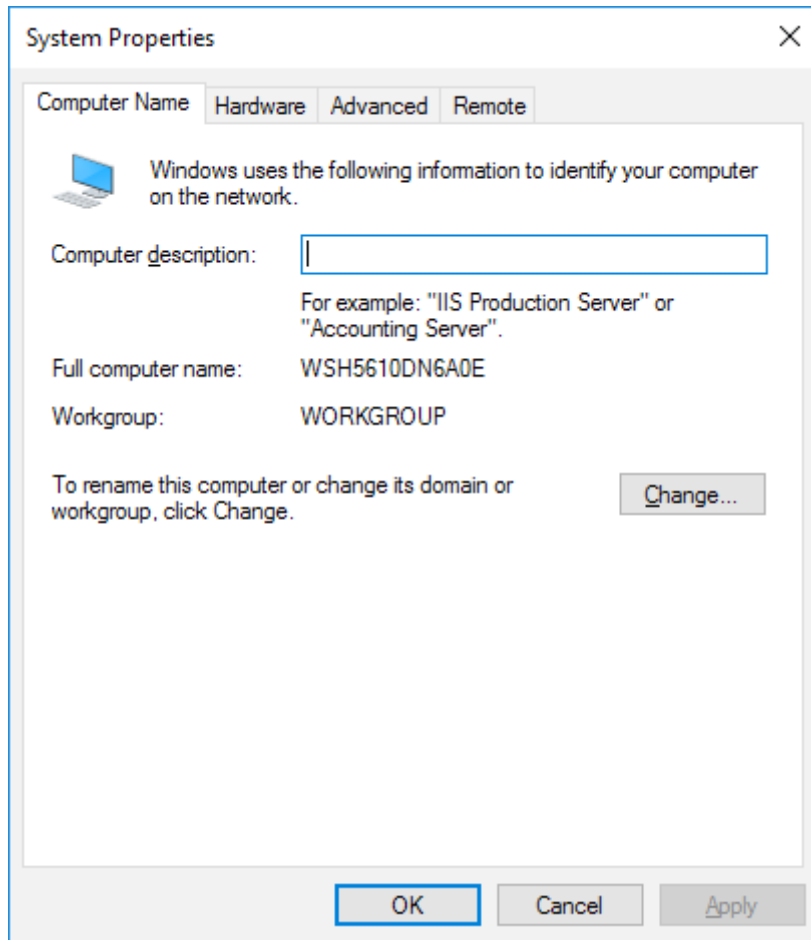 System Properties
Computer Name Hardware Advanced Remote
Windows uses the following information to identify your computer
on the network.
Computer description:
For example: "IIS Production Server" or
"Accounting Server".
Full computer name: WSH5610DN6A0E
Workgroup: WORKGROUP
To rename this computer or change its domain or
workgroup, click Change.
Change...
OK Cancel Apply